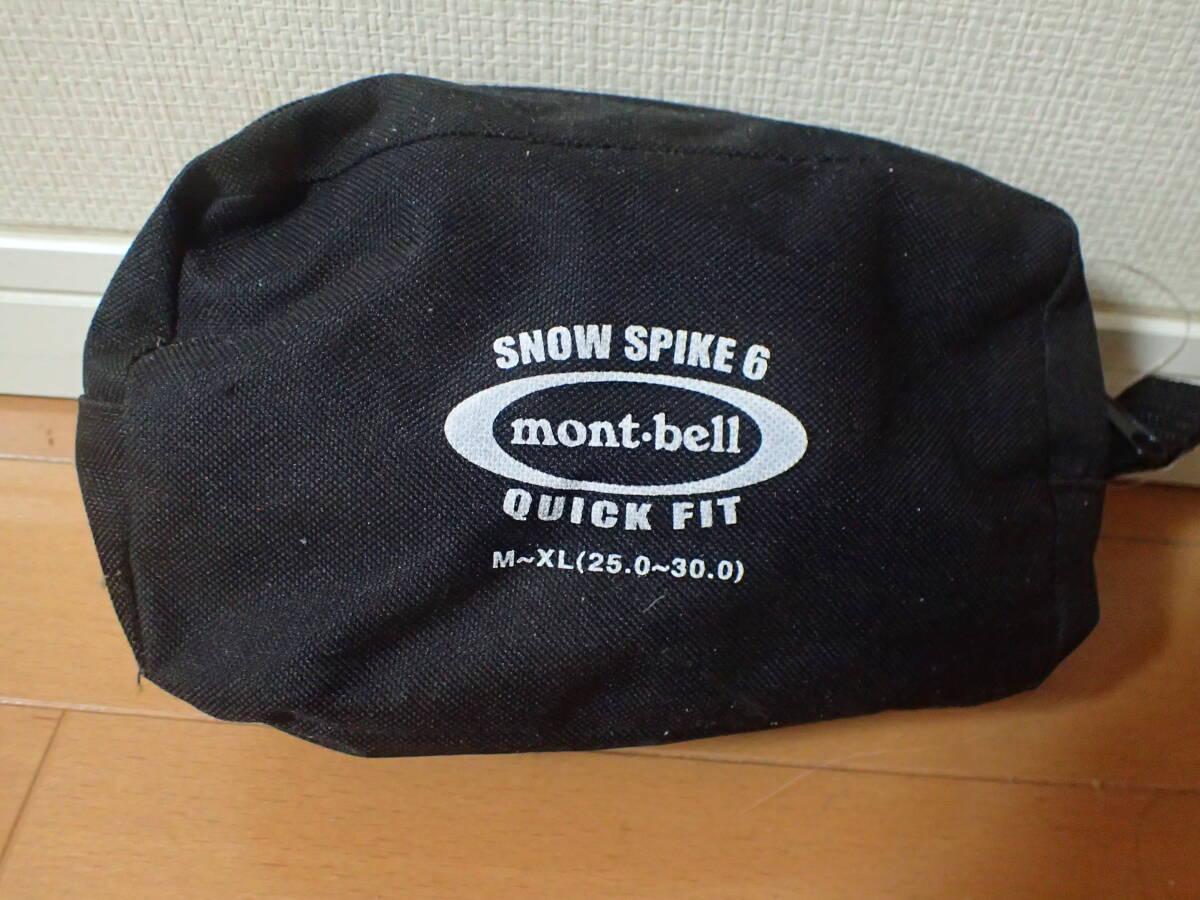 SNOW SPIKE 6
mont·bell
QUICK FIT
M~XL(25.0~30.0)